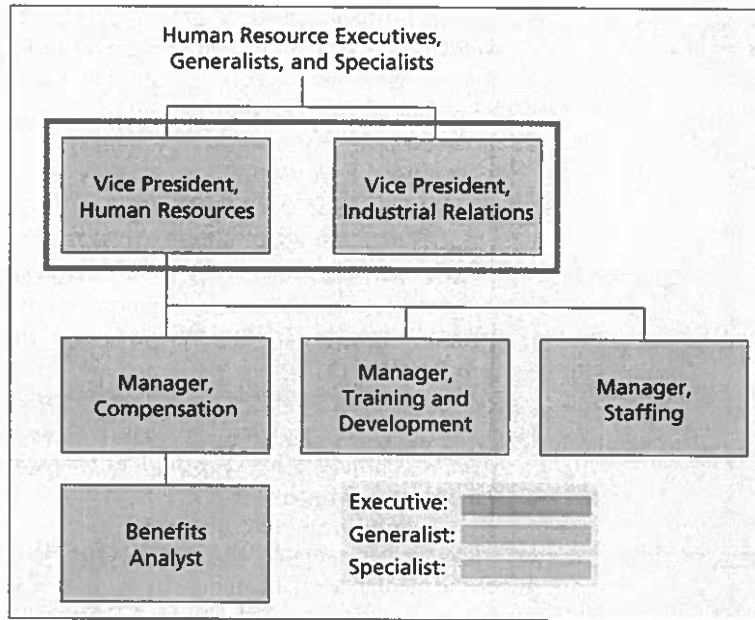 Human Resource Executives,
Generalists, and Specialists
Vice President,
Human Resources
Vice President,
Industrial Relations
Manager,
Compensation
Manager,
Training and
Development
Manager,
Staffing
Benefits
Analyst
Executive:
Generalist:
Specialist: